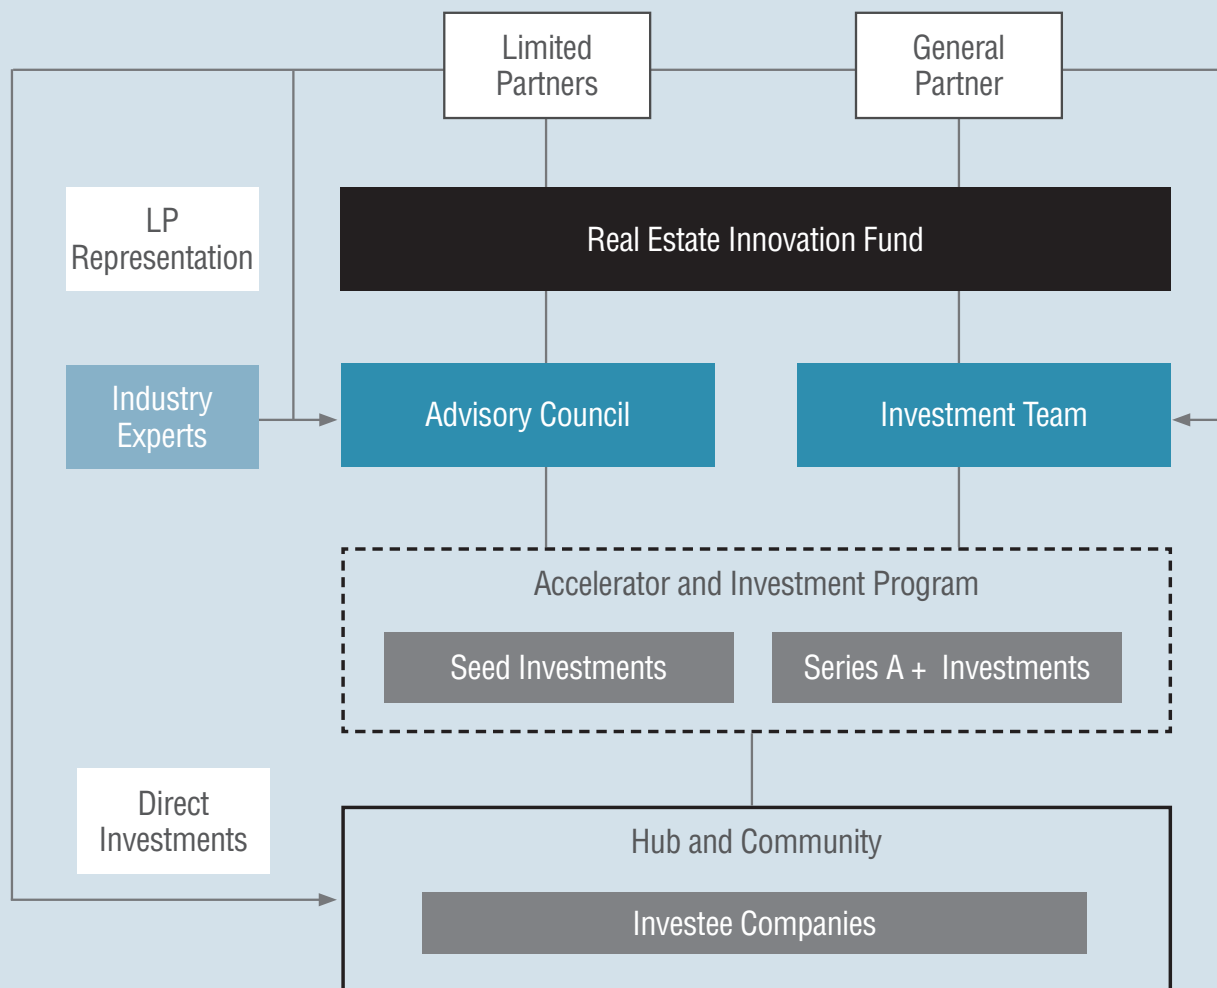 Limited
Partners
General
Partner
LP
Representation
Real Estate Innovation Fund
Industry
Experts
Advisory Council
Investment Team
Accelerator and Investment Program
Seed Investments
Series A + Investments
Direct
Investments
Hub and Community
Investee Companies